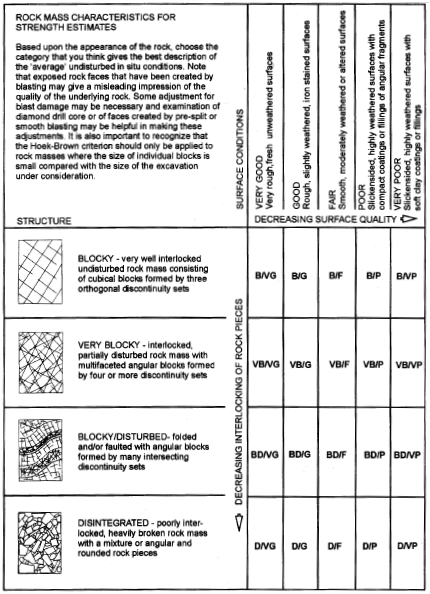 ROCK MASS CHARACTERISTICS FOR
STRENGTH ESTIMATES
Based upon the appearance of the rock, choose the
category that you think gives the best description of
the 'average' undisturbed in situ conditions. Note
that exposed rock faces that have been created by
blasting may give a misleading impression of the
quality of the underlying rock. Some adjustment for
blast damage may be necessary and examination of
diamond drill core or of faces created by pre-split or
smooth blasting may be helpful in making these
adjustments. It is also important to recognize that
the Hoek-Brown criterion should only be applied to
rock masses where the size of individual blocks is
small compared with the size of the excavation
under consideration.
STRUCTURE
SURFACE CONDITIONS
VERY GOOD
Very rough,fresh unweathered surfaces
GOOD
Rough, slightly weathered, iron stained surfaces
FAIR
Smooth, moderately weathered or altered surfaces
POOR
Slickensided, highly weathered surfaces with
compact coatings or fillings of angular fragments
VERY POOR
Slickensided, highly weathered surfaces with
soft clay coatings or fillings
DECREASING SURFACE QUALITY
DECREASING INTERLOCKING OF ROCK PIECES
BLOCKY - very well interlocked
undisturbed rock mass consisting
of cubical blocks formed by three
orthogonal discontinuity sets
B/VG B/G B/F B/P B/VP
VERY BLOCKY - interlocked,
partially disturbed rock mass with
multifaceted angular blocks formed
by four or more discontinuity sets
VB/VG VB/G VB/F VB/P VB/VP
BLOCKY/DISTURBED- folded
and/or faulted with angular blocks
formed by many intersecting
discontinuity sets
BD/VG BD/G BD/F BD/P BD/VP
DISINTEGRATED - poorly inter-
locked, heavily broken rock mass
with a mixture or angular and
rounded rock pieces
D/VG D/G D/F D/P D/VP